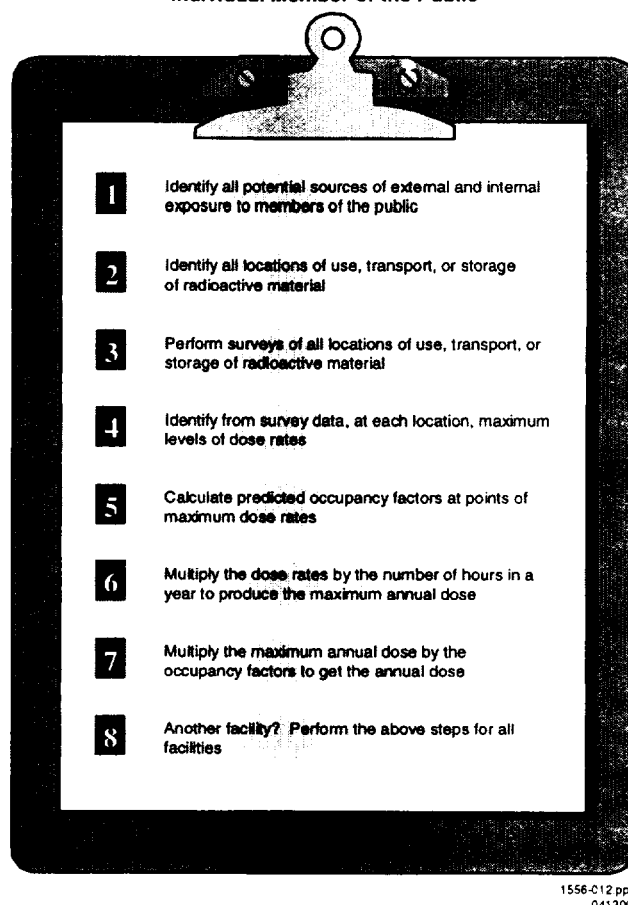 Individual Member of the Public
1
Identify all potential sources of external and internal
exposure to members of the public
2
Identify all locations of use, transport, or storage
of radioactive material
3
Perform surveys of all locations of use, transport, or
storage of radioactive material
4
Identify from survey data, at each location, maximum
levels of dose rates
5
Calculate predicted occupancy factors at points of
maximum dose rates
6
Multiply the dose rates by the number of hours in a
year to produce the maximum annual dose
7
Multiply the maximum annual dose by the
occupancy factors to get the annual dose
8
Another facility? Perform the above steps for all
facilities
1556-012.pp